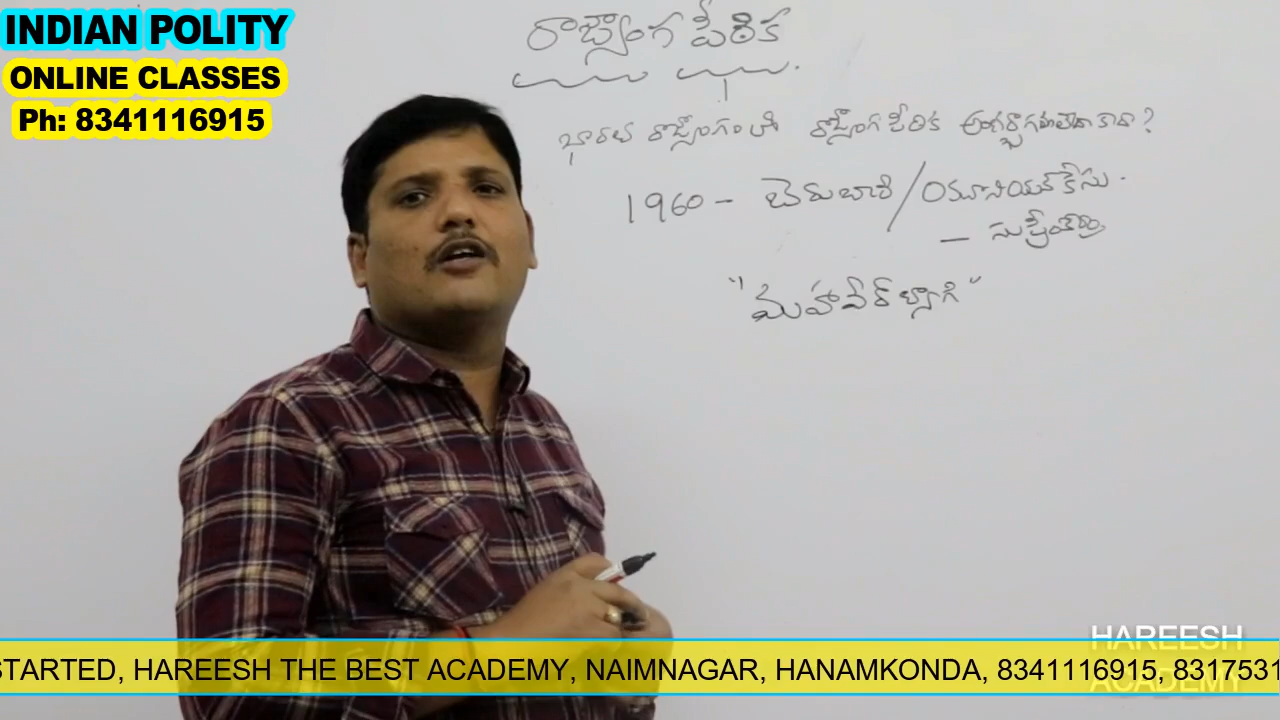 INDIAN POLITY
ONLINE CLASSES
Ph: 8341116915
రాజ్యాంగ పీఠిక
భారత రాజ్యాంగంలో రాజ్యాంగ పీఠిక అంతర్భాగమా కాదా?
1960 - బెరుబారి / యూనియన్ కేసు.
- సుప్రీంకోర్టు
"మహావీర్ త్యాగి"
HAREESH
STARTED, HAREESH THE BEST ACADEMY, NAIMNAGAR, HANAMKONDA, 8341116915, 8317531
ACADEMY